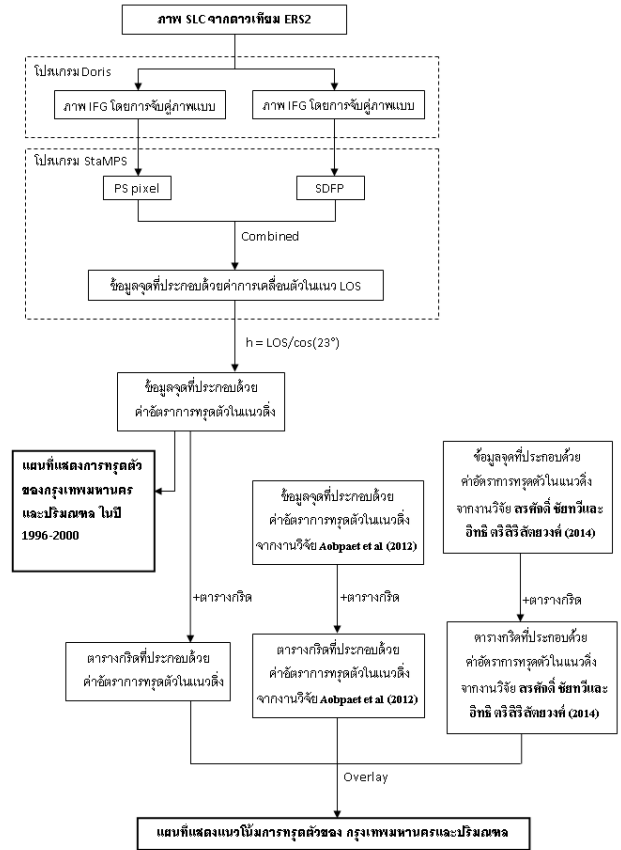 ภาพ SLC จากดาวเทียม ERS2
โปรแกรม Doris
ภาพ IFG โดยการจับคู่ภาพแบบ
ภาพ IFG โดยการจับคู่ภาพแบบ
โปรแกรม StaMPS
PS pixel
SDFP
Combined
ข้อมูลจุดที่ประกอบด้วยค่าการเคลื่อนตัวในแนว LOS
h = LOS/cos(23°)
ข้อมูลจุดที่ประกอบด้วย
ค่าอัตราการทรุดตัวในแนวดิ่ง
แผนที่แสดงการทรุดตัว
ของกรุงเทพมหานคร
และปริมณฑล ในปี
1996-2000
ข้อมูลจุดที่ประกอบด้วย
ค่าอัตราการทรุดตัวในแนวดิ่ง
จากงานวิจัย Aobpaet et al (2012)
ข้อมูลจุดที่ประกอบด้วย
ค่าอัตราการทรุดตัวในแนวดิ่ง
จากงานวิจัย สรศักดิ์ ชัยทวีและ
อิทธิ ตริสิริสัตยวงศ์ (2014)
+ตารางกริด
+ตารางกริด
+ตารางกริด
ตารางกริดที่ประกอบด้วย
ค่าอัตราการทรุดตัวในแนวดิ่ง
ตารางกริดที่ประกอบด้วย
ค่าอัตราการทรุดตัวในแนวดิ่ง
จากงานวิจัย Aobpaet et al (2012)
ตารางกริดที่ประกอบด้วย
ค่าอัตราการทรุดตัวในแนวดิ่ง
จากงานวิจัย สรศักดิ์ ชัยทวีและ
อิทธิ ตริสิริสัตยวงศ์ (2014)
Overlay
แผนที่แสดงแนวโน้มการทรุดตัวของ กรุงเทพมหานครและปริมณฑล